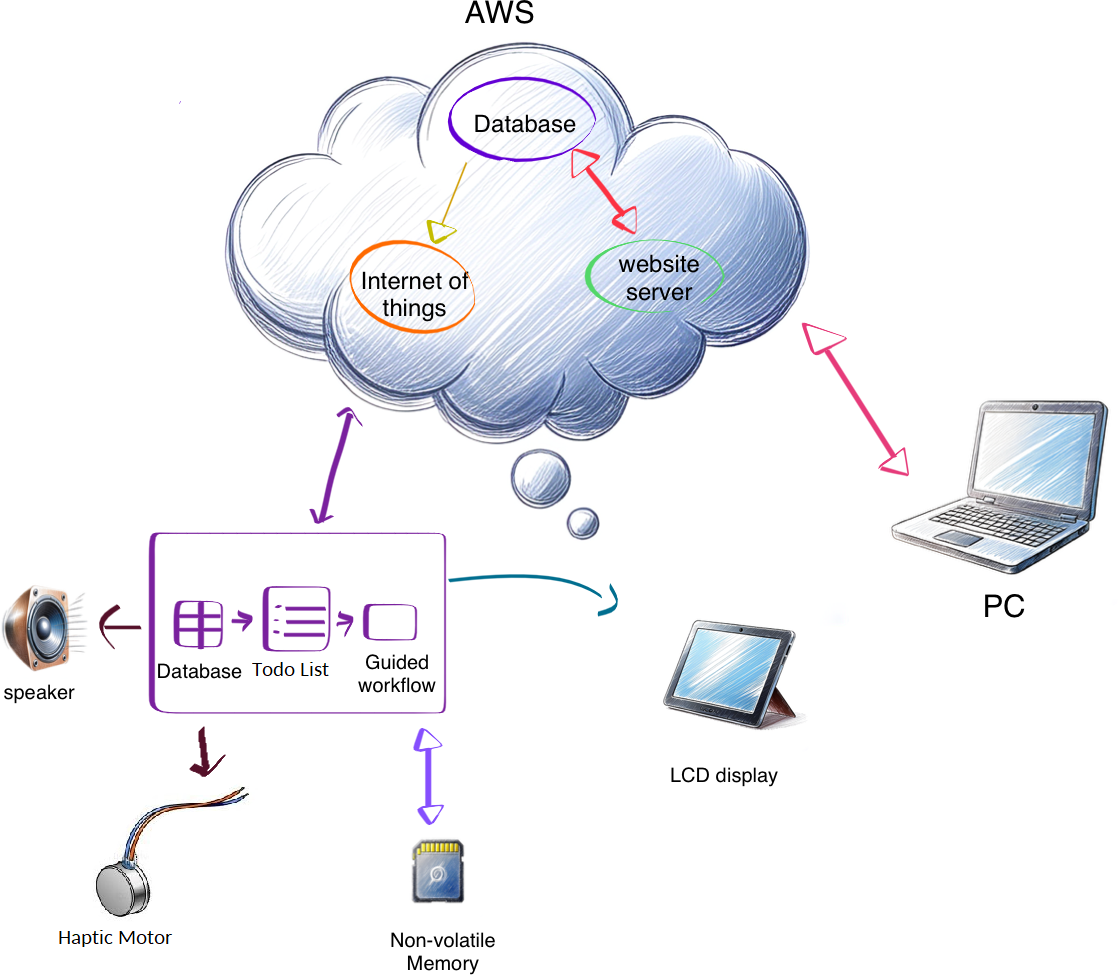 AWS
Database
Internet of
things
website
server
PC
Database
Todo List
Guided
workflow
speaker
LCD display
Haptic Motor
Non-volatile
Memory